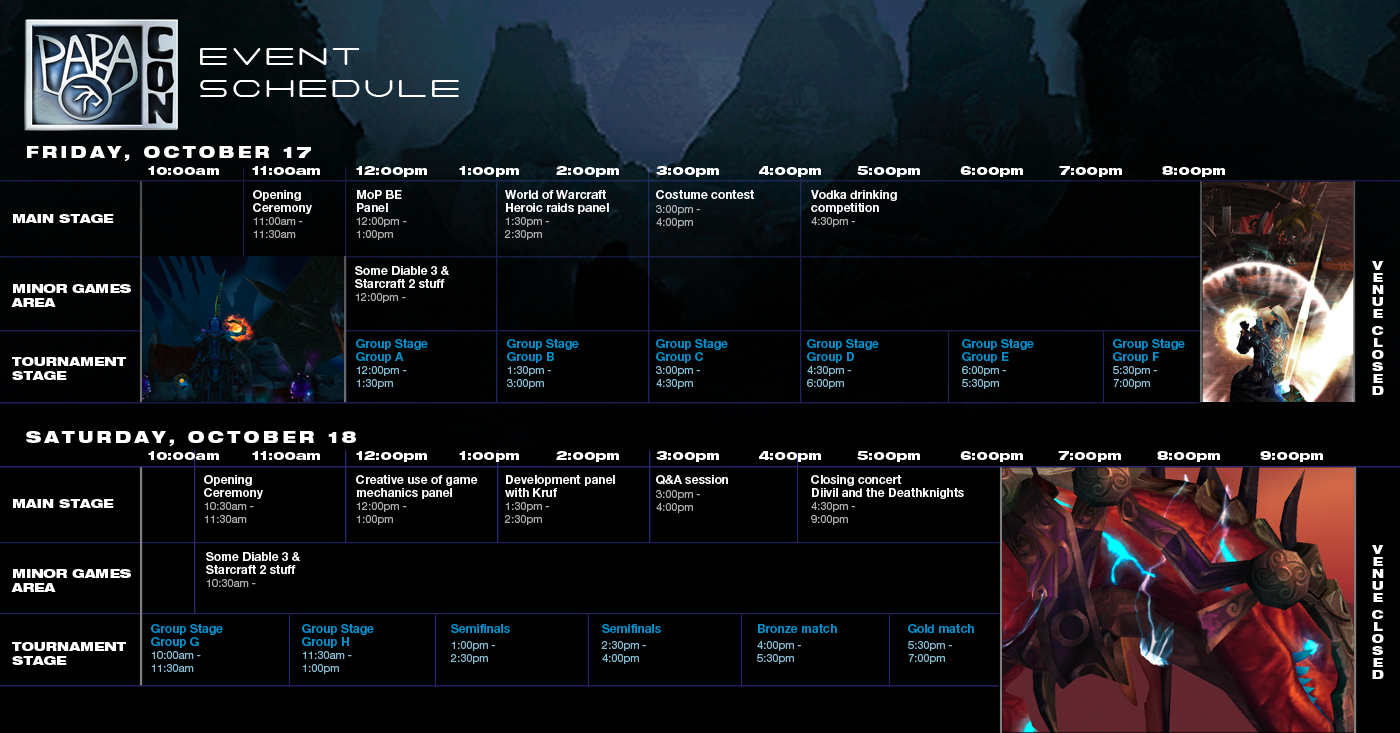 PARA CON
EVENT
SCHEDULE
FRIDAY, OCTOBER 17
10:00am 11:00am 12:00pm 1:00pm 2:00pm 3:00pm 4:00pm 5:00pm 6:00pm 7:00pm 8:00pm
MAIN STAGE
Opening
Ceremony
11:00am -
11:30am
MoP BE
Panel
12:00pm -
1:00pm
World of Warcraft
Heroic raids panel
1:30pm -
2:30pm
Costume contest
3:00pm -
4:00pm
Vodka drinking
competition
4:30pm -
MINOR GAMES
AREA
Some Diable 3 &
Starcraft 2 stuff
12:00pm -
TOURNAMENT
STAGE
Group Stage
Group A
12:00pm -
1:30pm
Group Stage
Group B
1:30pm -
3:00pm
Group Stage
Group C
3:00pm -
4:30pm
Group Stage
Group D
4:30pm -
6:00pm
Group Stage
Group E
6:00pm -
5:30pm
Group Stage
Group F
5:30pm -
7:00pm
VENUE CLOSED
SATURDAY, OCTOBER 18
10:00am 11:00am 12:00pm 1:00pm 2:00pm 3:00pm 4:00pm 5:00pm 6:00pm 7:00pm 8:00pm 9:00pm
MAIN STAGE
Opening
Ceremony
10:30am -
11:30am
Creative use of game
mechanics panel
12:00pm -
1:00pm
Development panel
with Kruf
1:30pm -
2:30pm
Q&A session
3:00pm -
4:00pm
Closing concert
Diivil and the Deathknights
4:30pm -
9:00pm
MINOR GAMES
AREA
Some Diable 3 &
Starcraft 2 stuff
10:30am -
TOURNAMENT
STAGE
Group Stage
Group G
10:00am -
11:30am
Group Stage
Group H
11:30am -
1:00pm
Semifinals
1:00pm -
2:30pm
Semifinals
2:30pm -
4:00pm
Bronze match
4:00pm -
5:30pm
Gold match
5:30pm -
7:00pm
VENUE CLOSED